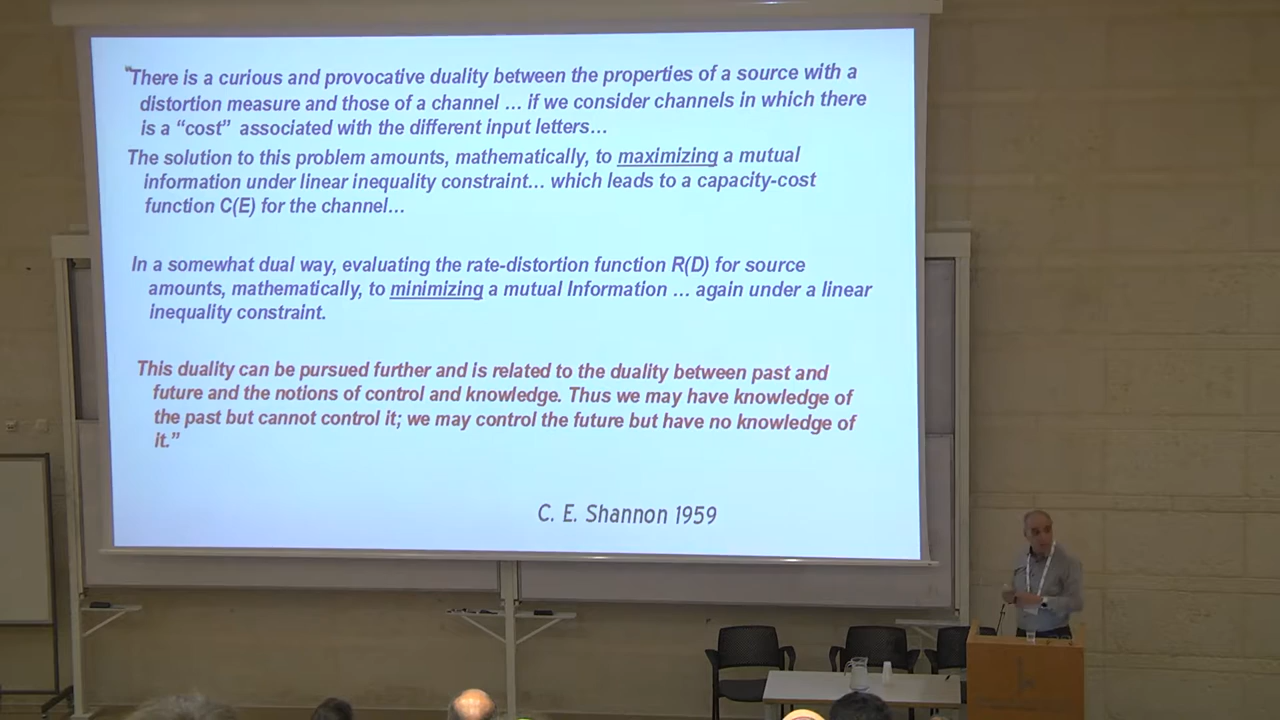 "There is a curious and provocative duality between the properties of a source with a
distortion measure and those of a channel … if we consider channels in which there
is a “cost” associated with the different input letters…
The solution to this problem amounts, mathematically, to maximizing a mutual
information under linear inequality constraint… which leads to a capacity-cost
function C(E) for the channel…
In a somewhat dual way, evaluating the rate-distortion function R(D) for source
amounts, mathematically, to minimizing a mutual Information … again under a linear
inequality constraint.
This duality can be pursued further and is related to the duality between past and
future and the notions of control and knowledge. Thus we may have knowledge of
the past but cannot control it; we may control the future but have no knowledge of
it.”
C. E. Shannon 1959